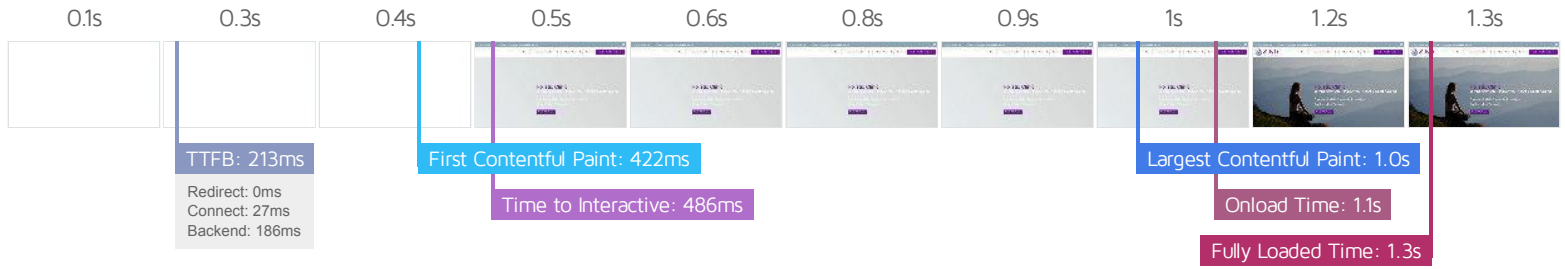 0.1s 0.3s 0.4s 0.5s 0.6s 0.8s 0.9s 1s 1.2s 1.3s
TTFB: 213ms
Redirect: 0ms
Connect: 27ms
Backend: 186ms
First Contentful Paint: 422ms
Time to Interactive: 486ms
Largest Contentful Paint: 1.0s
Onload Time: 1.1s
Fully Loaded Time: 1.3s